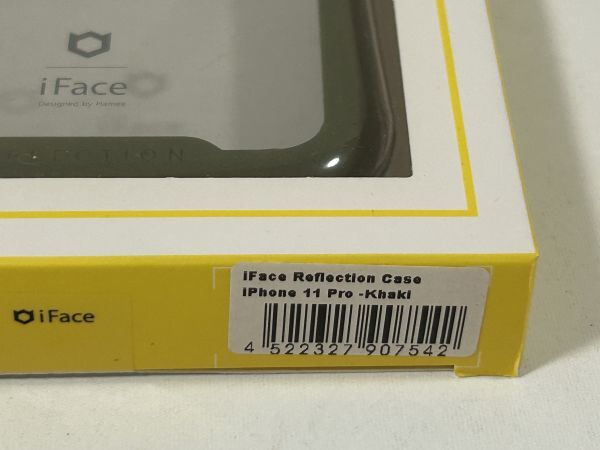 iFace
Designed by Hamee
REFLECTION
iFace
iFace Reflection Case
iPhone 11 Pro -Khaki
4 522327 907542